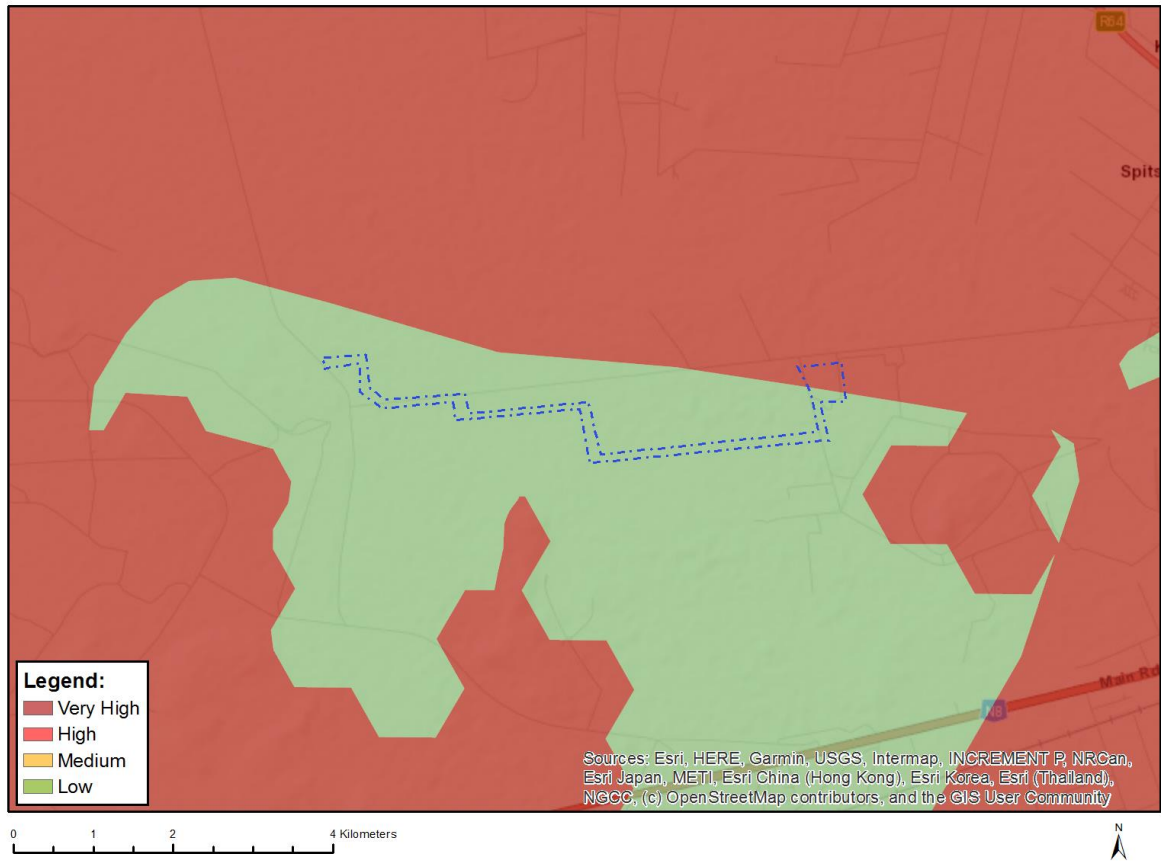 R64
Spits
Legend:
Very High
High
Medium
Low
Main Rd
N8
Sources: Esri, HERE, Garmin, USGS, Intermap, INCREMENT P, NRCan,
Esri Japan, METI, Esri China (Hong Kong), Esri Korea, Esri (Thailand),
NGCC, (c) OpenStreetMap contributors, and the GIS User Community
0 1 2 4 Kilometers
N